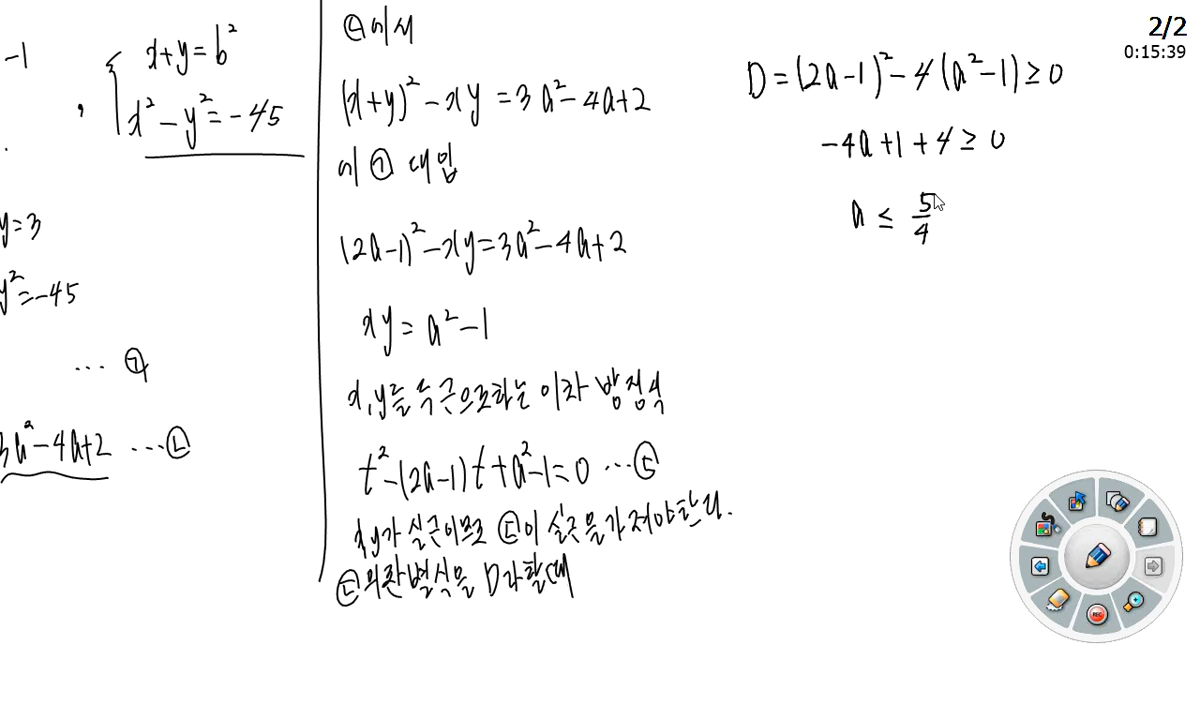 -1
, { x+y=b²
x²-y²=-45
y=3
y²=-45
... ㉠
3a²-4a+2 ... ㉡
㉡에서
(x+y)²-xy=3a²-4a+2
에 ㉠ 대입
(2a-1)²-xy=3a²-4a+2
xy=a²-1
x,y를 두근으로하는 이차 방정식
t²-(2a-1)t+a²-1=0 ... ㉢
xy가 실근이므로 ㉢이 실근을 가져야한다.
㉢의판별식을 D라할때
D=(2a-1)²-4(a²-1)≥0
-4a+1+4≥0
a≤5/4
2/2
0:15:39
REC